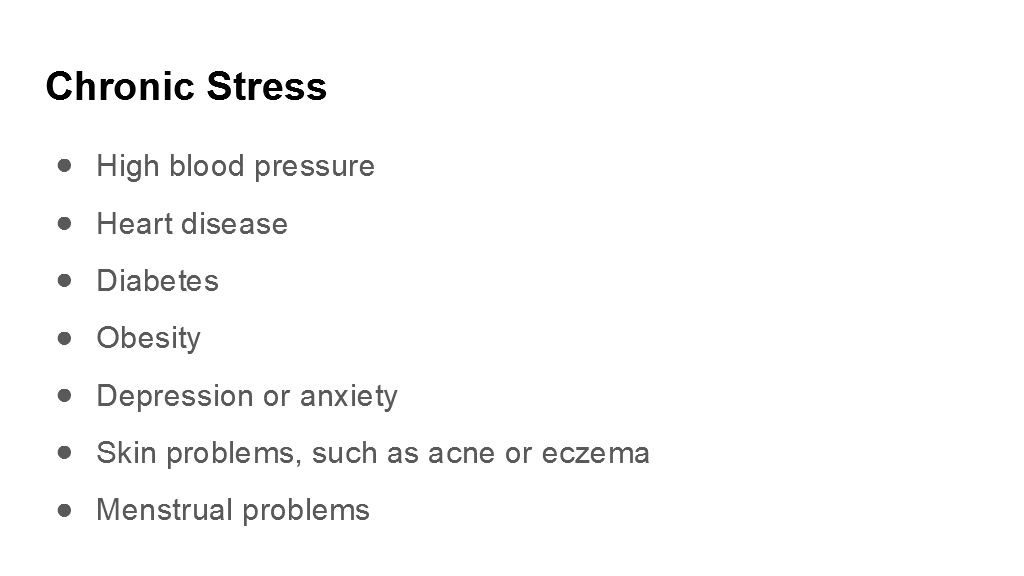 Chronic Stress
● High blood pressure
● Heart disease
● Diabetes
● Obesity
● Depression or anxiety
● Skin problems, such as acne or eczema
● Menstrual problems